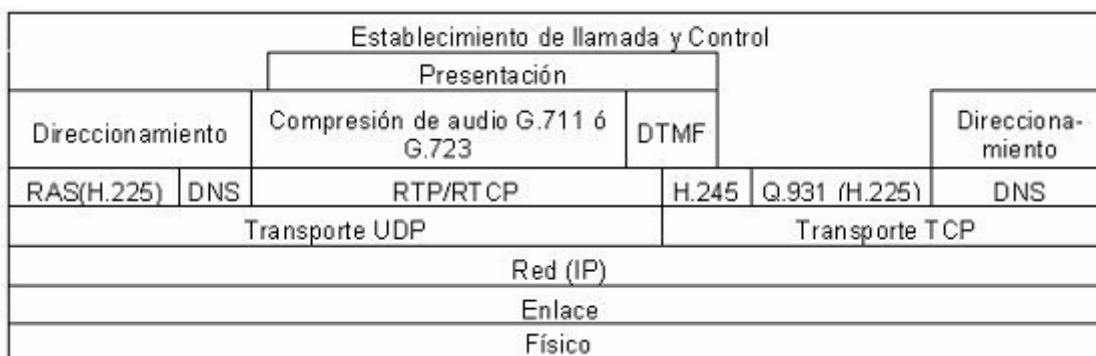 Establecimiento de llamada y Control
Presentación
Direccionamiento
Compresión de audio G.711 ó
G.723
DTMF
Direcciona-
miento
RAS(H.225)
DNS
RTP/RTCP
H.245
Q.931 (H.225)
DNS
Transporte UDP
Transporte TCP
Red (IP)
Enlace
Físico